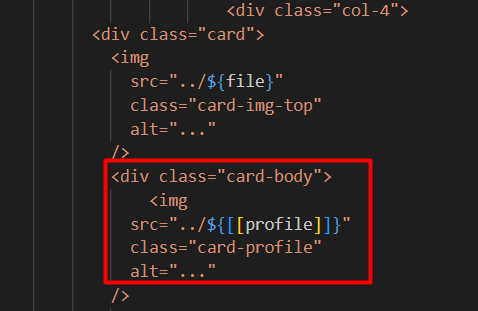 <div class="col-4">
<div class="card">
<img
src="../${file}"
class="card-img-top"
alt="..."
/>
<div class="card-body">
<img
src="../${[[profile]]}"
class="card-profile"
alt="..."
/>